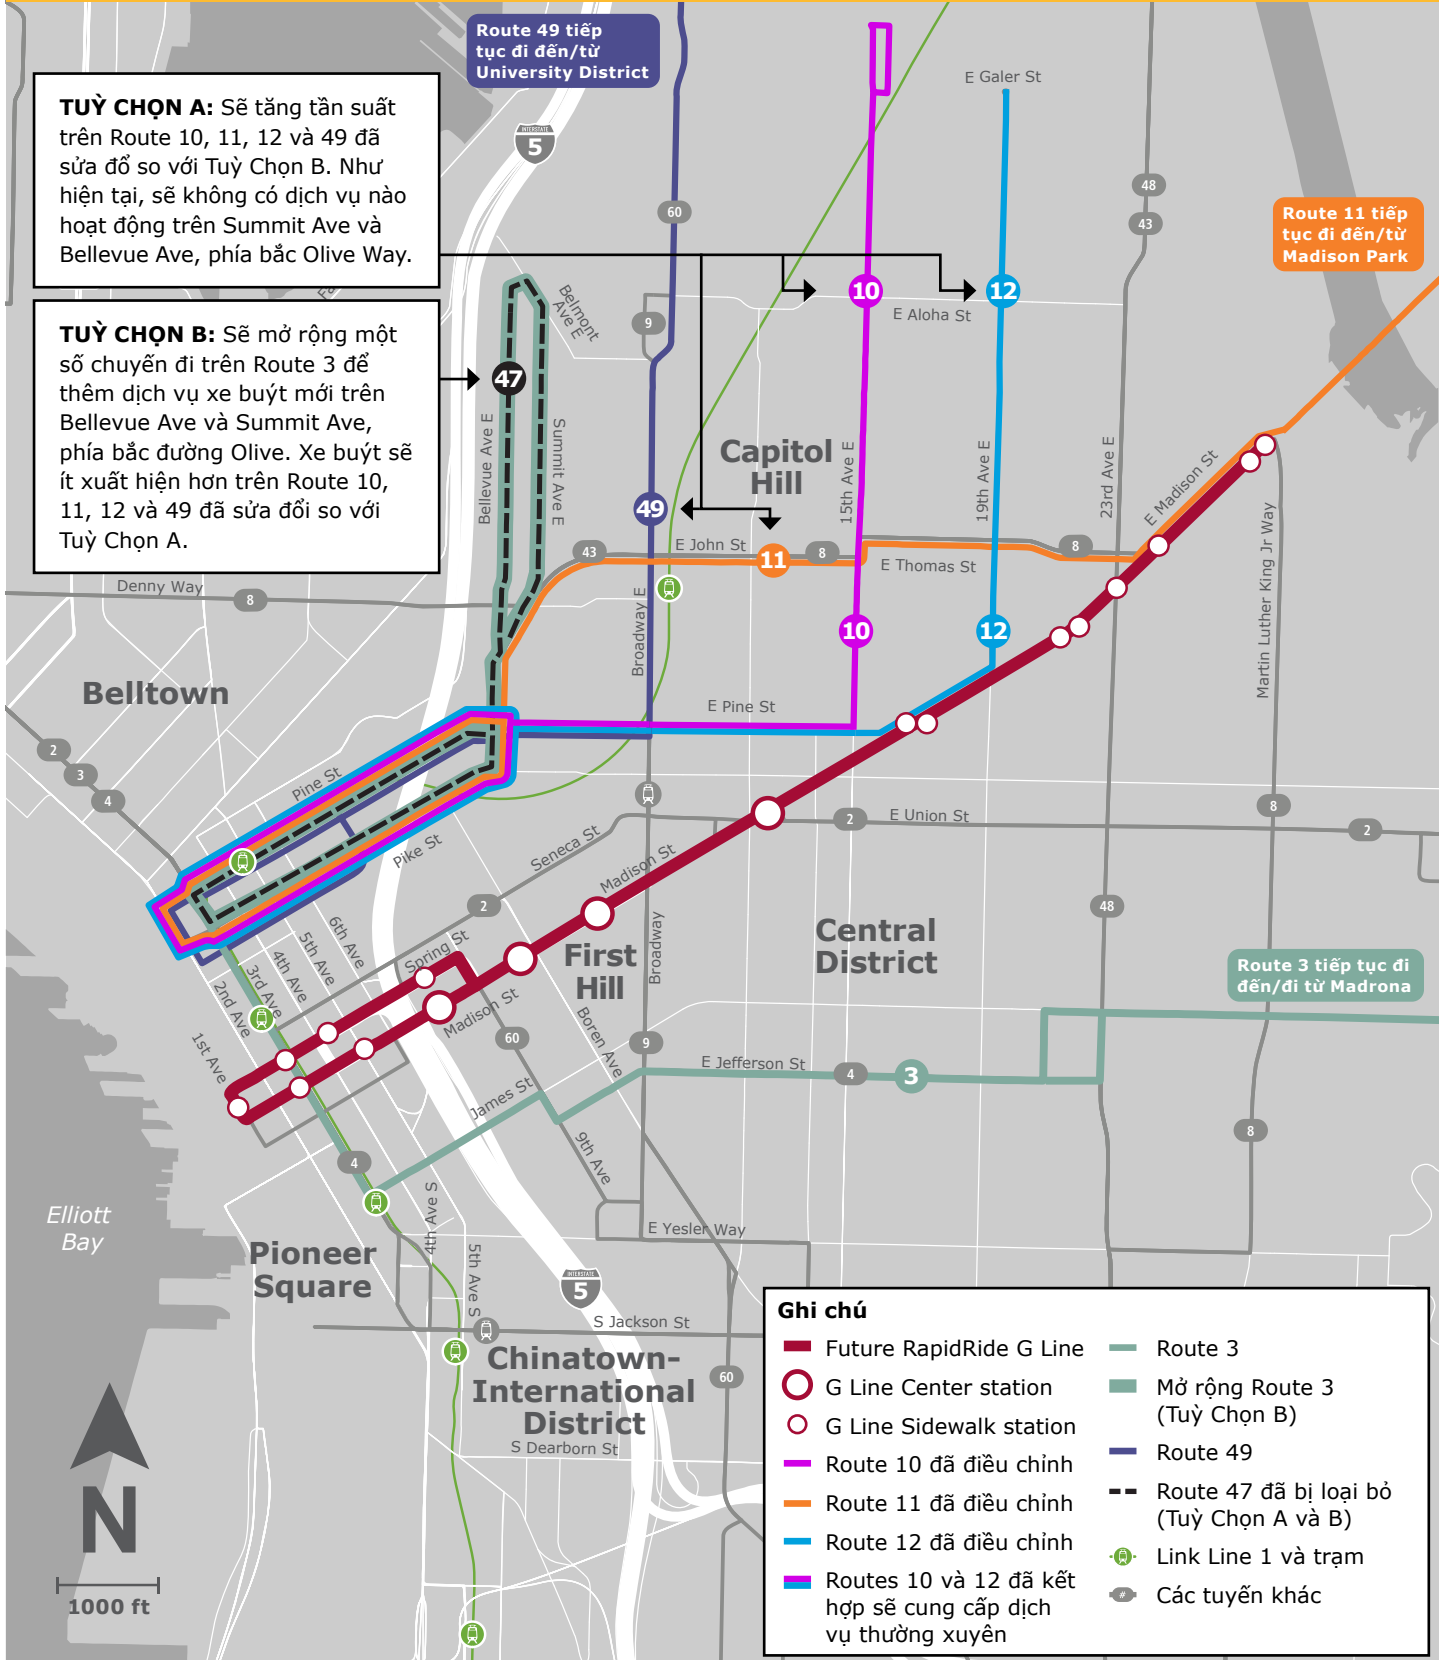 Route 49 tiếp
tục đi đến/từ
University District
TUỲ CHỌN A: Sẽ tăng tần suất
trên Route 10, 11, 12 và 49 đã
sửa đổ so với Tuỳ Chọn B. Như
hiện tại, sẽ không có dịch vụ nào
hoạt động trên Summit Ave và
Bellevue Ave, phía bắc Olive Way.
TUỲ CHỌN B: Sẽ mở rộng một
số chuyến đi trên Route 3 để
thêm dịch vụ xe buýt mới trên
Bellevue Ave và Summit Ave,
phía bắc đường Olive. Xe buýt sẽ
ít xuất hiện hơn trên Route 10,
11, 12 và 49 đã sửa đổi so với
Tuỳ Chọn A.
INTERSTATE
5
E Galer St
48
43
60
Route 11 tiếp
tục đi đến/từ
Madison Park
10
12
E Aloha St
Belmont
Ave E
9
47
Bellevue Ave E
Summit Ave E
Capitol
Hill
15th Ave E
19th Ave E
23rd Ave E
E Madison St
Martin Luther King Jr Way
49
43
E John St
11
8
8
E Thomas St
Denny Way
8
Broadway E
10
12
Belltown
E Pine St
2
3
4
Pine St
Pike St
Seneca St
Madison St
2
E Union St
8
2
2
48
6th Ave
5th Ave
4th Ave
3rd Ave
2nd Ave
1st Ave
Spring St
Madison St
First
Hill
Broadway
Central
District
Route 3 tiếp tục đi
đến/đi từ Madrona
60
Boren Ave
9
E Jefferson St
4
3
James St
8
4
9th Ave
Elliott
Bay
4th Ave S
5th Ave S
E Yesler Way
Pioneer
Square
INTERSTATE
5
S Jackson St
Chinatown-
International
District
60
S Dearborn St
N
1000 ft
Ghi chú
Future RapidRide G Line
G Line Center station
G Line Sidewalk station
Route 10 đã điều chỉnh
Route 11 đã điều chỉnh
Route 12 đã điều chỉnh
Routes 10 và 12 đã kết
hợp sẽ cung cấp dịch
vụ thường xuyên
Route 3
Mở rộng Route 3
(Tuỳ Chọn B)
Route 49
Route 47 đã bị loại bỏ
(Tuỳ Chọn A và B)
Link Line 1 và trạm
#
Các tuyến khác